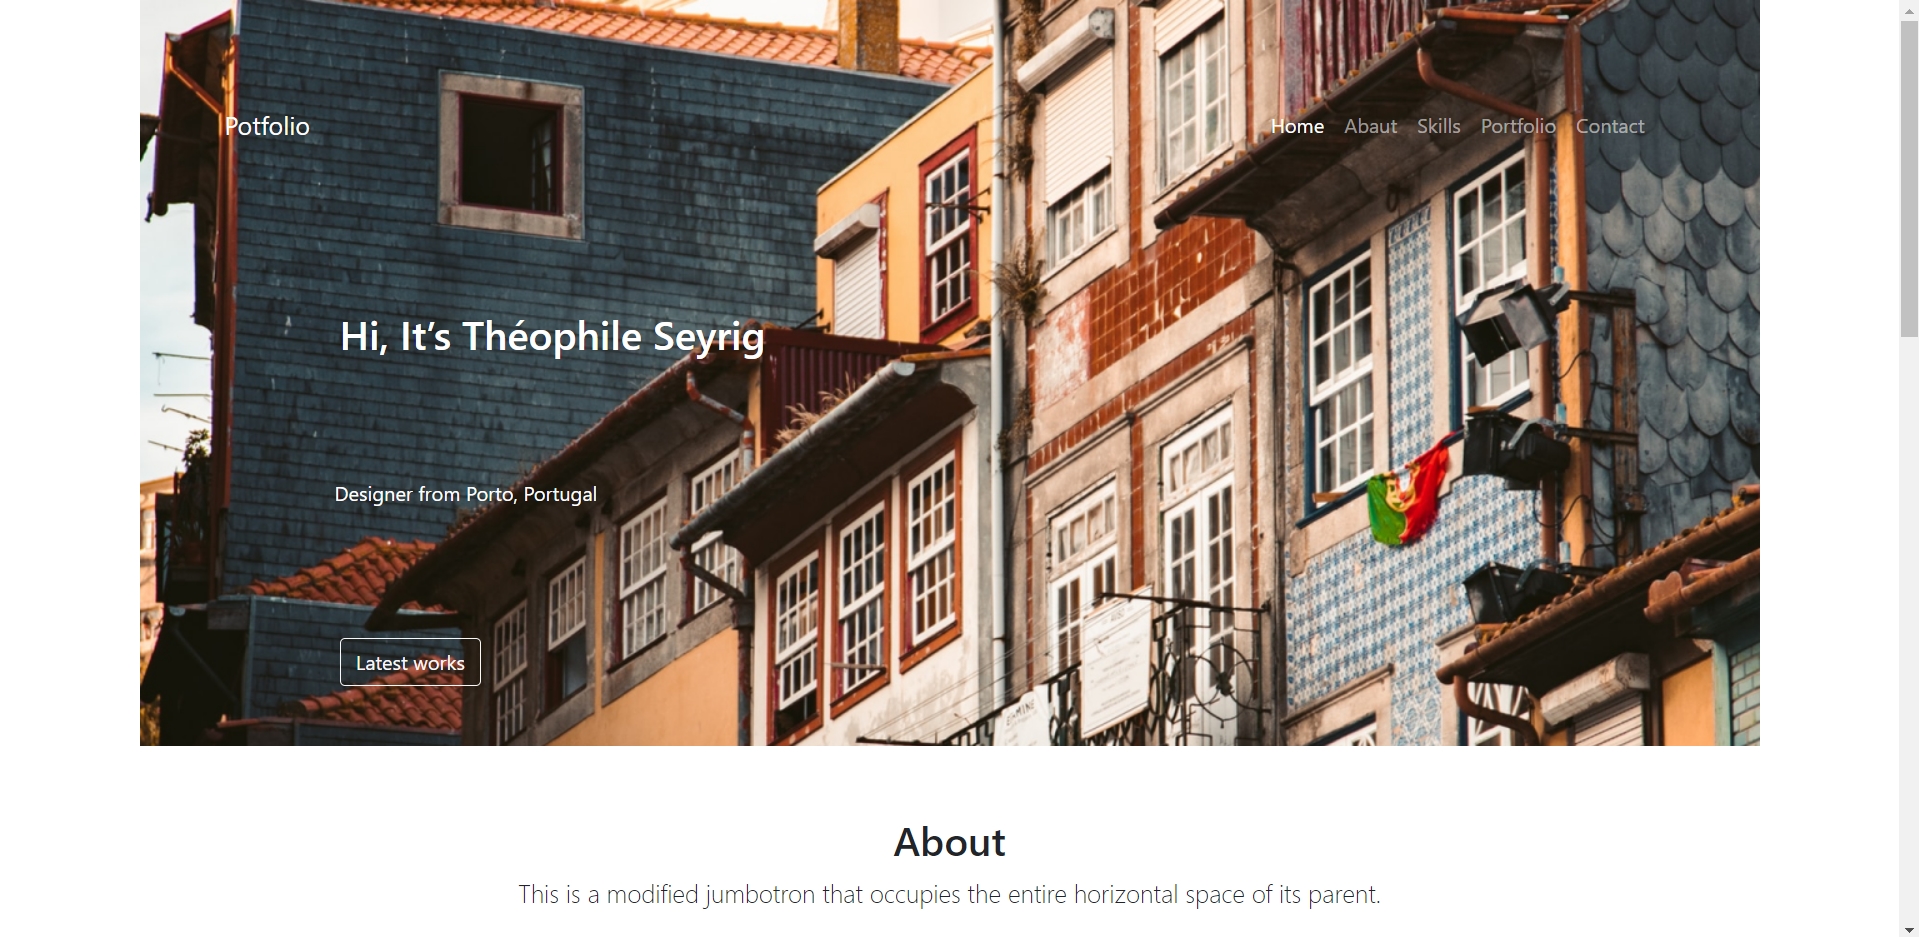 Potfolio
Home Abaut Skills Portfolio Contact
Hi, It’s Théophile Seyrig
Designer from Porto, Portugal
Latest works
About
This is a modified jumbotron that occupies the entire horizontal space of its parent.